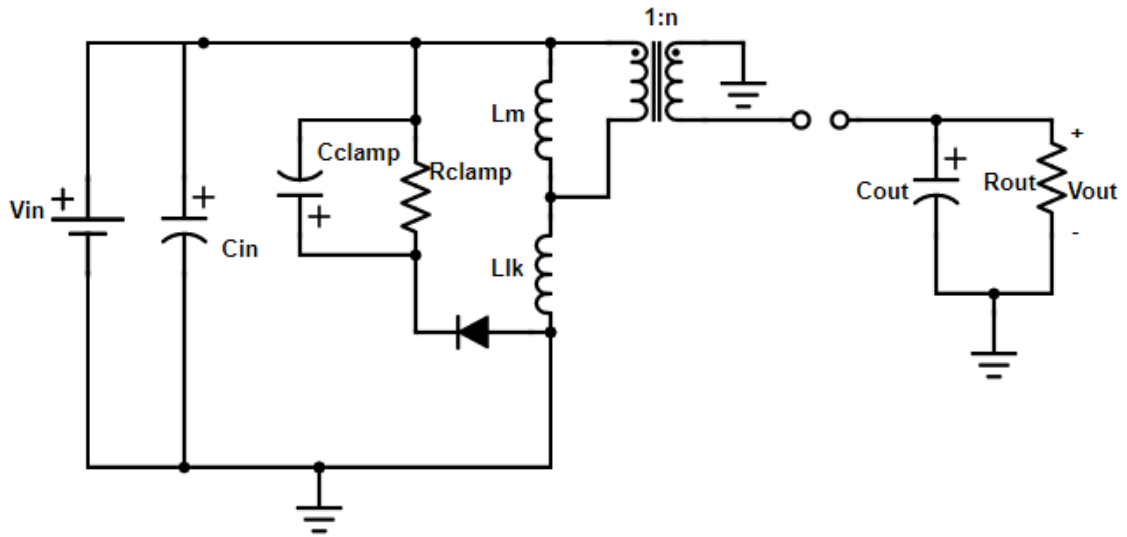 1:n
Lm
Cclamp
Rclamp
+
Vin
+
+
Cin
+
Llk
+
+
Cout
Rout
Vout
-